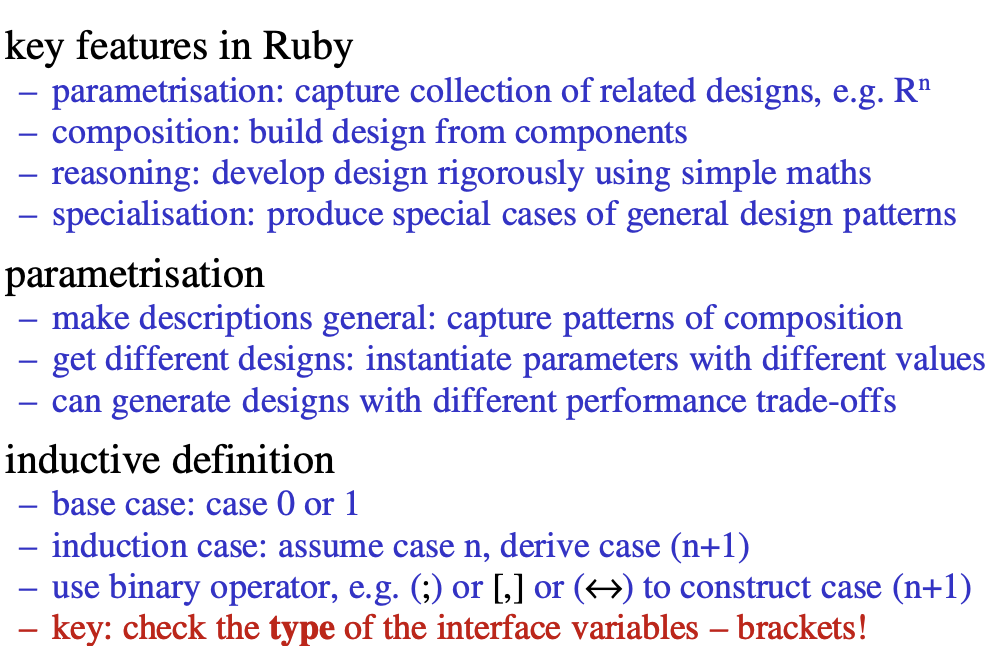 key features in Ruby
– parametrisation: capture collection of related designs, e.g. Rⁿ
– composition: build design from components
– reasoning: develop design rigorously using simple maths
– specialisation: produce special cases of general design patterns
parametrisation
– make descriptions general: capture patterns of composition
– get different designs: instantiate parameters with different values
– can generate designs with different performance trade-offs
inductive definition
– base case: case 0 or 1
– induction case: assume case n, derive case (n+1)
– use binary operator, e.g. (;) or [,] or (↔) to construct case (n+1)
– key: check the type of the interface variables – brackets!